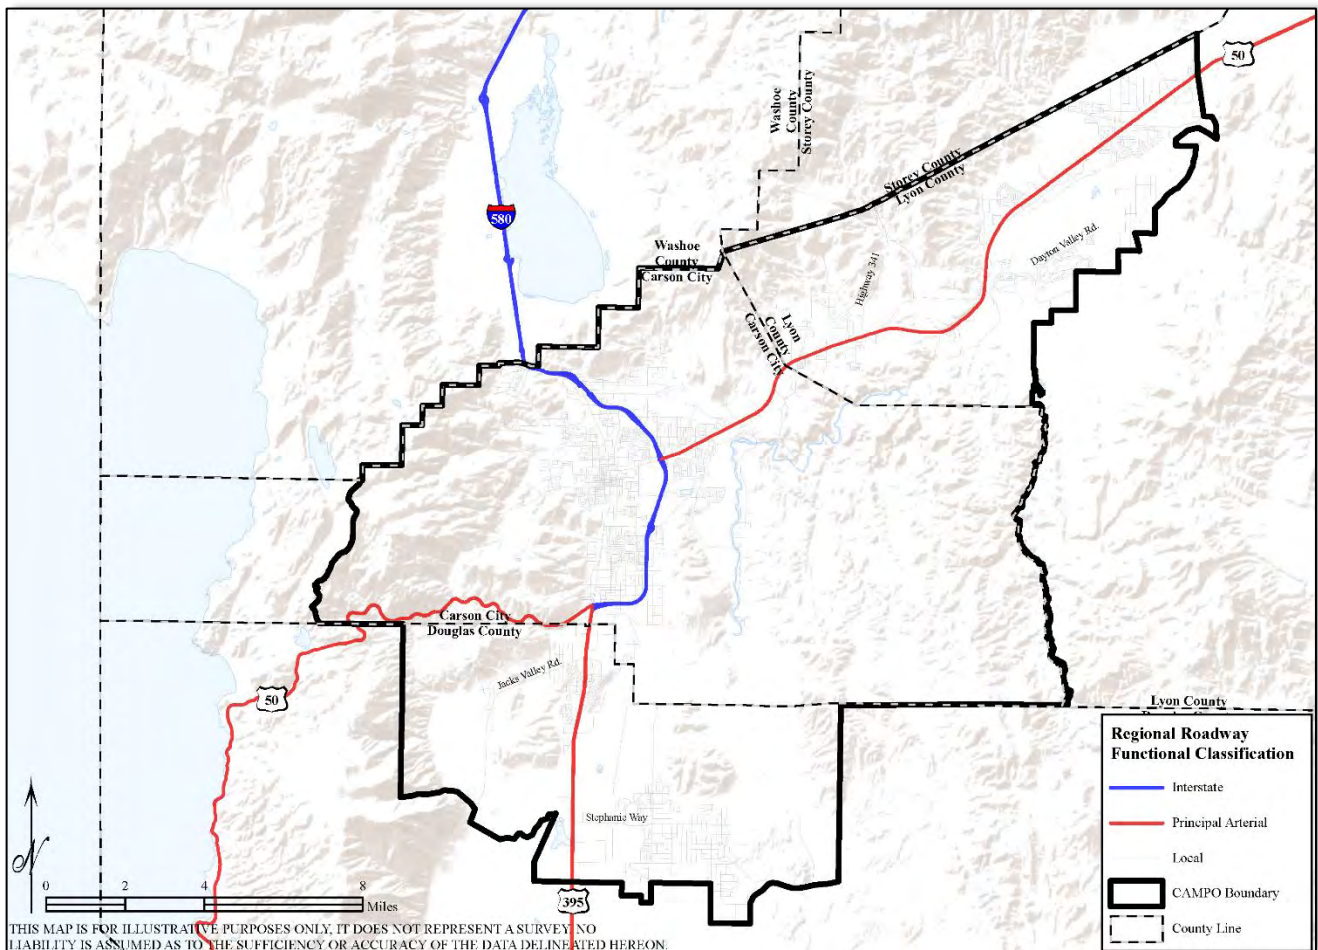 50
Washoe
County
Storey County
Storey County
Lyon County
580
Washoe
County
Carson City
Dayton Valley Rd.
Highway 341
Lyon
County
Carson City
Carson City
Douglas County
Jacks Valley Rd.
50
Lyon County
Stephanie Way
395
N
0 2 4 8
Miles
Regional Roadway
Functional Classification
Interstate
Principal Arterial
Local
CAMPO Boundary
County Line
THIS MAP IS FOR ILLUSTRATIVE PURPOSES ONLY, IT DOES NOT REPRESENT A SURVEY. NO
LIABILITY IS ASSUMED AS TO THE SUFFICIENCY OR ACCURACY OF THE DATA DELINEATED HEREON.